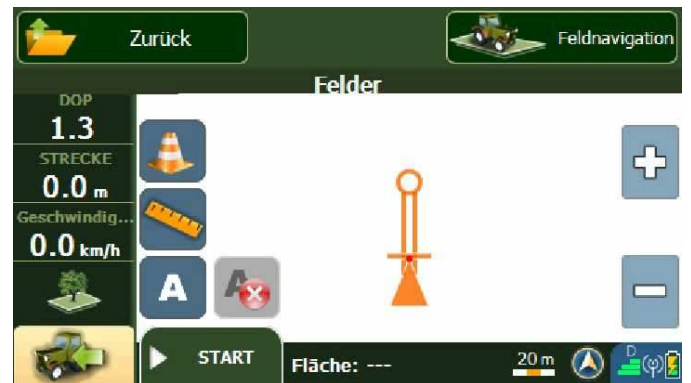 Zurück
Feldnavigation
Felder
DOP
1.3
STRECKE
0.0 m
Geschwindig...
0.0 km/h
A
A
START
Fläche: ---
20 m
D